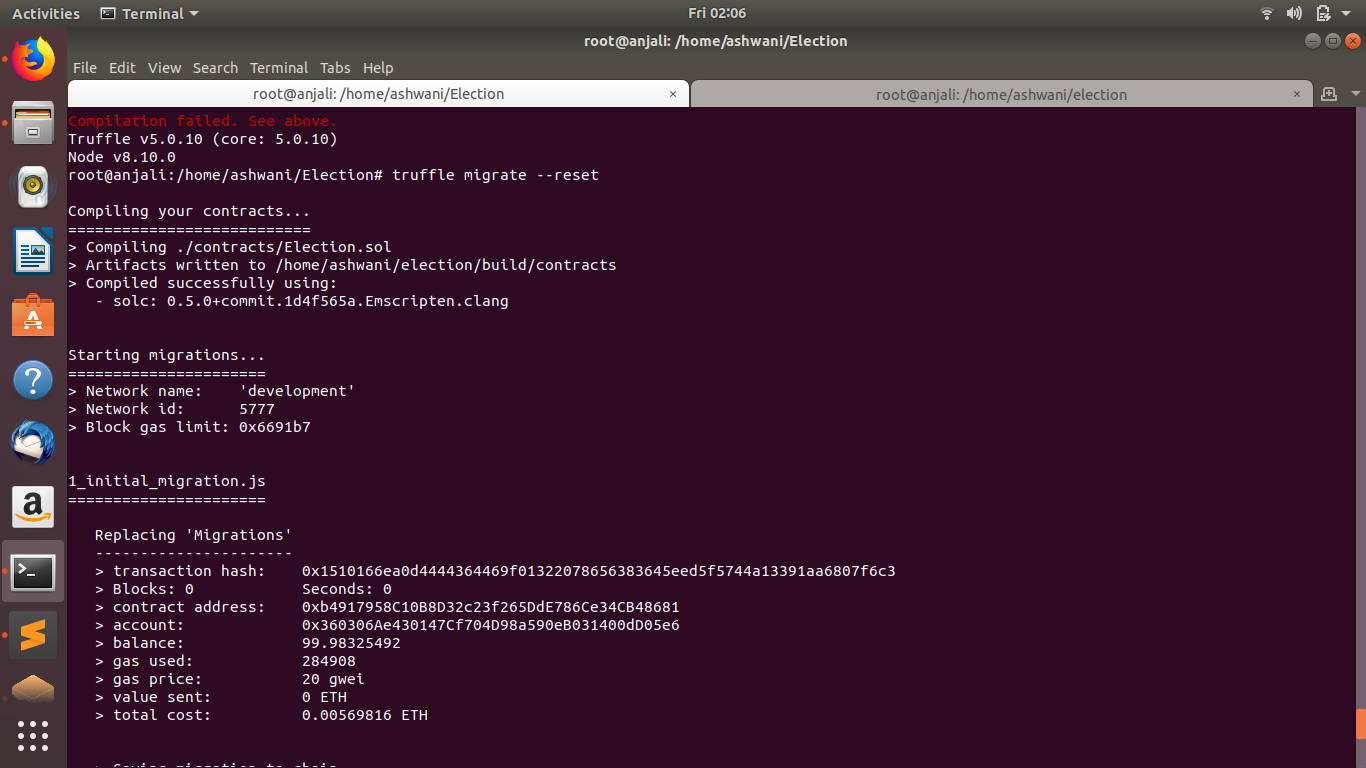 Activities Terminal Fri 02:06
root@anjali: /home/ashwani/Election
File Edit View Search Terminal Tabs Help
root@anjali: /home/ashwani/Election × root@anjali: /home/ashwani/election ×
Compilation failed. See above.
Truffle v5.0.10 (core: 5.0.10)
Node v8.10.0
root@anjali:/home/ashwani/Election# truffle migrate --reset
Compiling your contracts...
===========================
> Compiling ./contracts/Election.sol
> Artifacts written to /home/ashwani/election/build/contracts
> Compiled successfully using:
- solc: 0.5.0+commit.1d4f565a.Emscripten.clang
Starting migrations...
======================
> Network name: 'development'
> Network id: 5777
> Block gas limit: 0x6691b7
1_initial_migration.js
======================
Replacing 'Migrations'
----------------------
> transaction hash: 0x1510166ea0d4444364469f01322078656383645eed5f5744a13391aa6807f6c3
> Blocks: 0 Seconds: 0
> contract address: 0xb4917958C10B8D32c23f265DdE786Ce34CB48681
> account: 0x360306Ae430147Cf704D98a590eB031400dD05e6
> balance: 99.98325492
> gas used: 284908
> gas price: 20 gwei
> value sent: 0 ETH
> total cost: 0.00569816 ETH
> Saving migration to chain